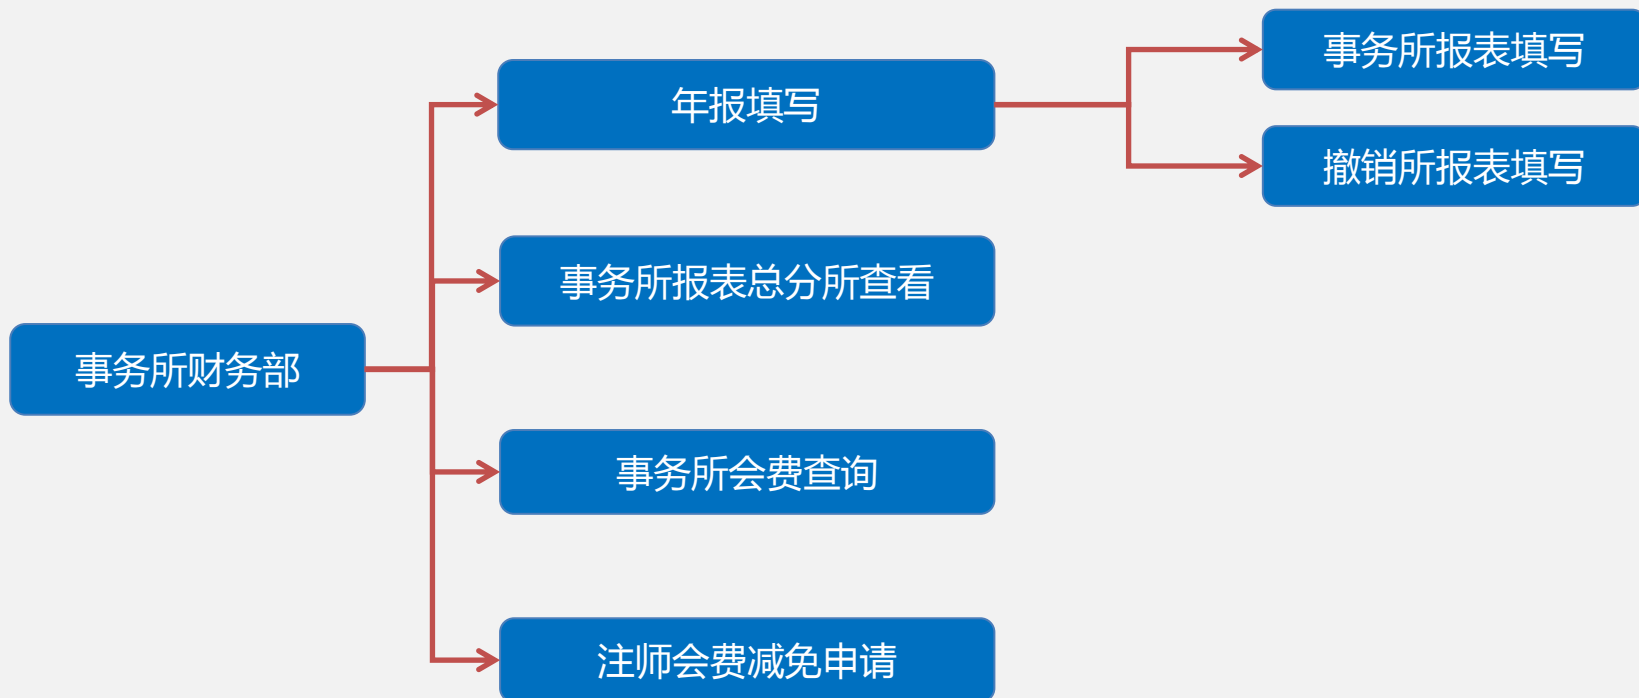 事务所报表填写
年报填写
撤销所报表填写
事务所报表总分所查看
事务所财务部
事务所会费查询
注师会费减免申请